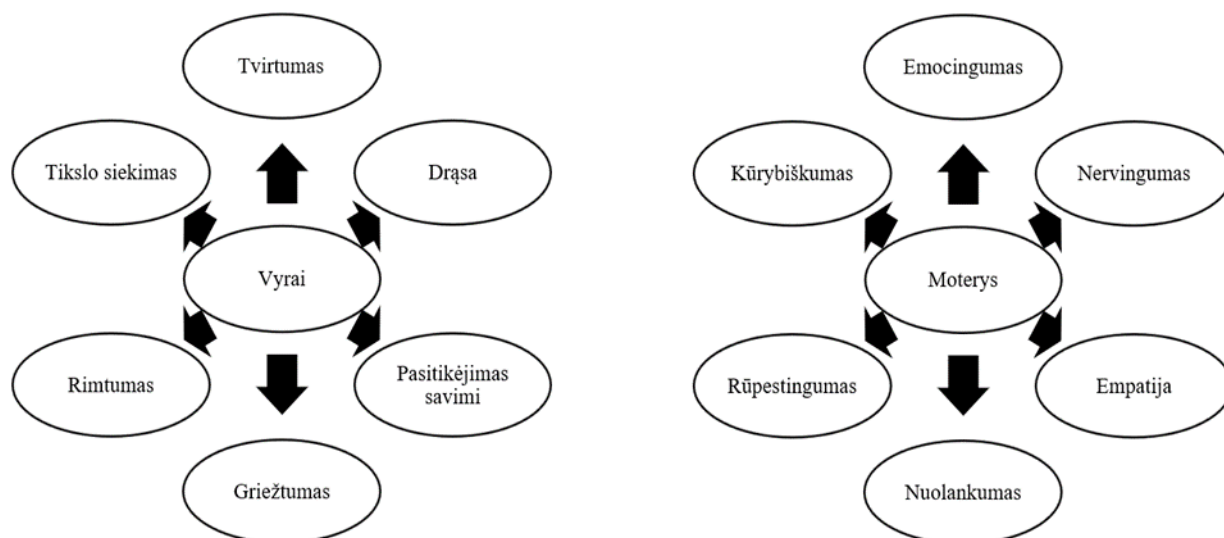 Tvirtumas
Tikslo siekimas
Drąsa
Vyrai
Rimtumas
Pasitikėjimas
savimi
Griežtumas
Emocingumas
Kūrybiškumas
Nervingumas
Moterys
Rūpestingumas
Empatija
Nuolankumas